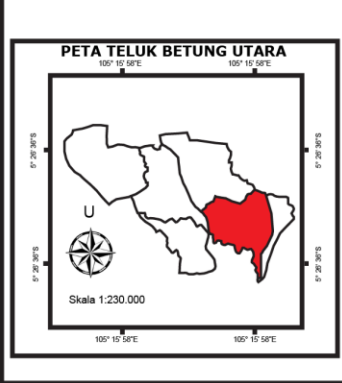 PETA TELUK BETUNG UTARA
105° 15' 58"E 105° 15' 58"E
5° 26' 36"S 5° 26' 36"S
U
5° 26' 36"S 5° 26' 36"S
Skala 1:230.000
105° 15' 58"E 105° 15' 58"E